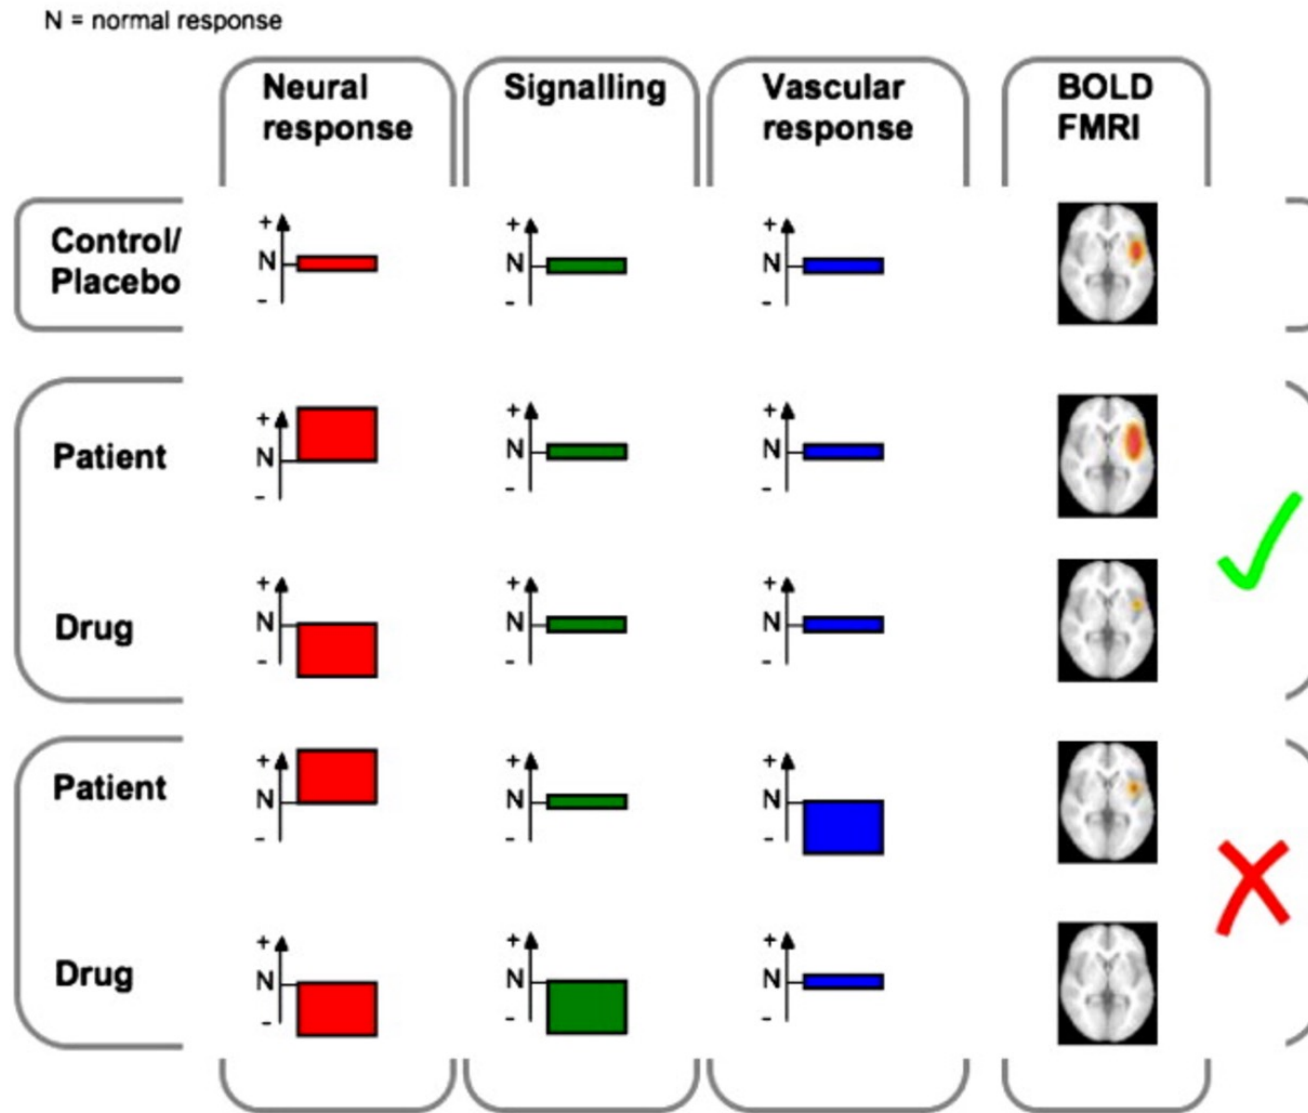 N = normal response
Neural
response
Signalling
Vascular
response
BOLD
FMRI
Control/
Placebo
+
N
-
+
N
-
+
N
-
Patient
+
N
-
+
N
-
+
N
-
Drug
+
N
-
+
N
-
+
N
-
Patient
+
N
-
+
N
-
+
N
-
Drug
+
N
-
+
N
-
+
N
-